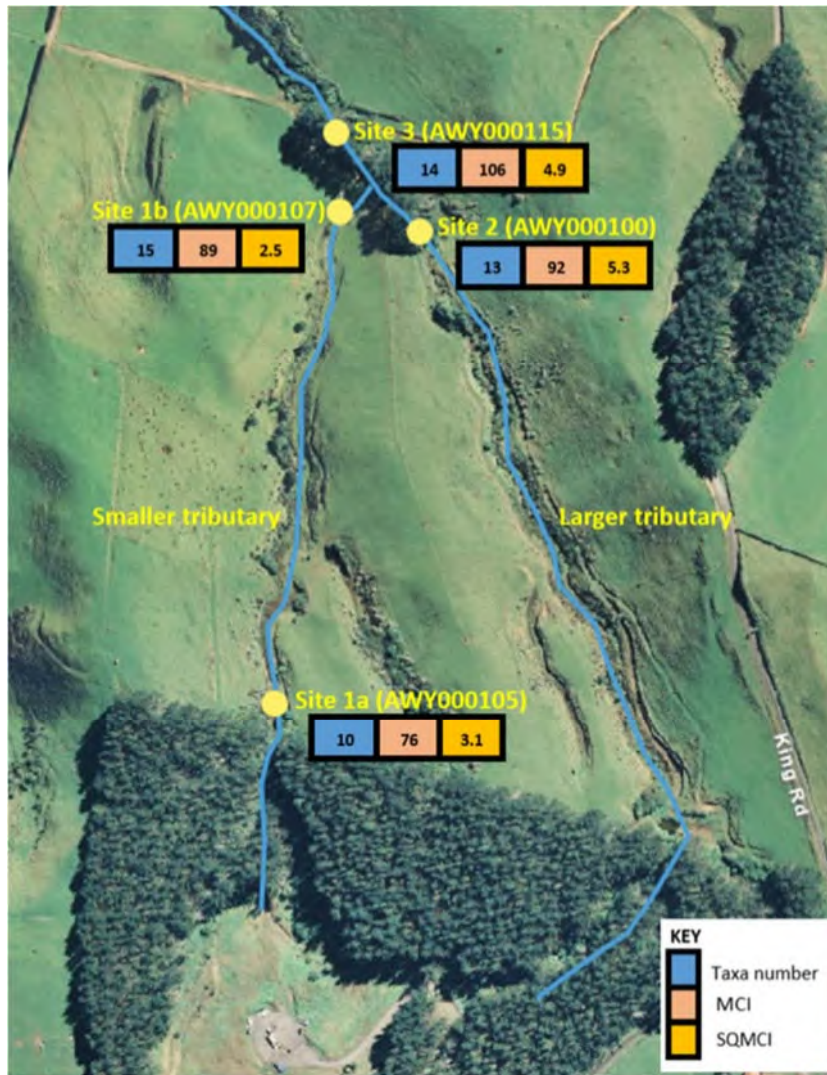 Site 3 (AWY000115)
14 106 4.9
Site 1b (AWY000107)
15 89 2.5
Site 2 (AWY000100)
13 92 5.3
Smaller tributary
Larger tributary
Site 1a (AWY000105)
10 76 3.1
King Rd
KEY
Taxa number
MCI
SQMCI